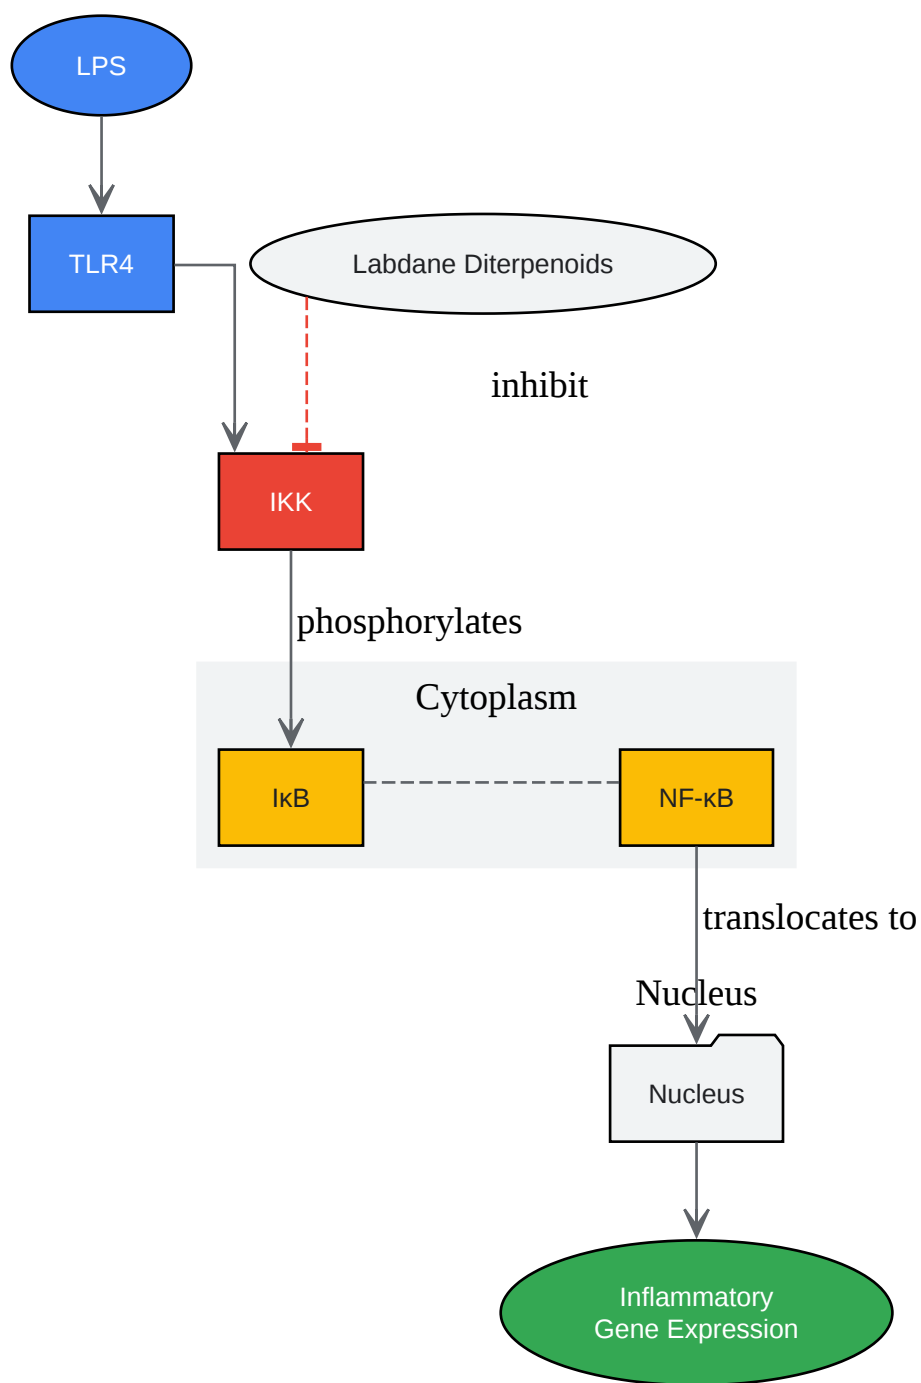 LPS
TLR4
Labdane Diterpenoids
inhibit
IKK
phosphorylates
Cytoplasm
IκB
NF-κB
translocates to
Nucleus
Nucleus
Inflammatory
Gene Expression